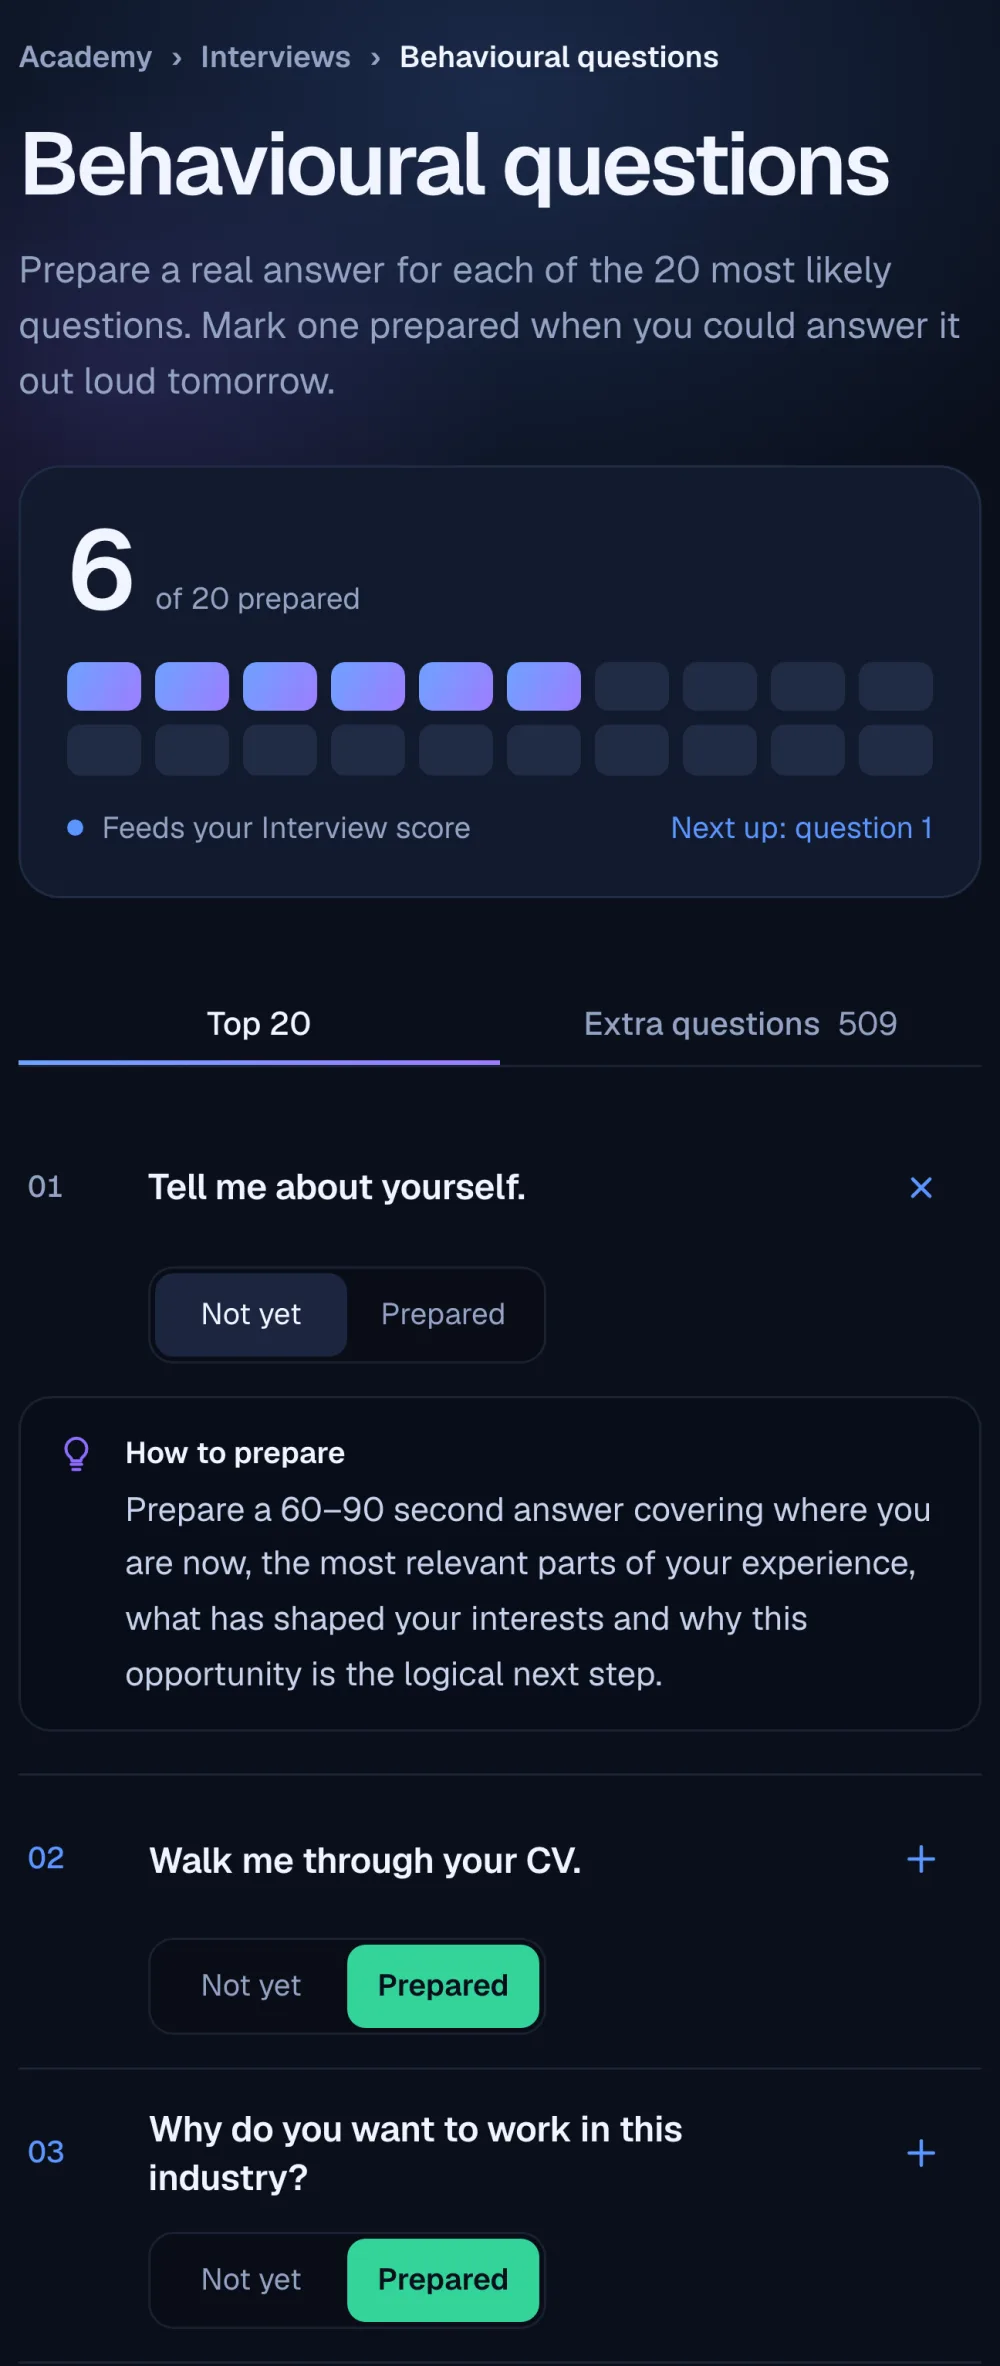 Academy › Interviews › Behavioural questions
Behavioural questions
Prepare a real answer for each of the 20 most likely
questions. Mark one prepared when you could answer it
out loud tomorrow.
6 of 20 prepared
Feeds your Interview score
Next up: question 1
Top 20
Extra questions 509
01 Tell me about yourself.
Not yet
Prepared
How to prepare
Prepare a 60–90 second answer covering where you
are now, the most relevant parts of your experience,
what has shaped your interests and why this
opportunity is the logical next step.
02 Walk me through your CV.
Not yet
Prepared
03 Why do you want to work in this
industry?
Not yet
Prepared